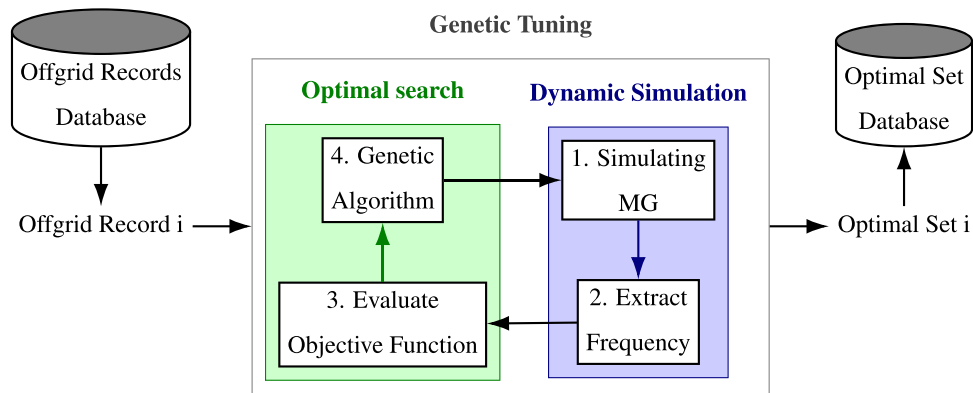 Genetic Tuning
Offgrid Records
Database
Offgrid Record i
Optimal search
4. Genetic
Algorithm
3. Evaluate
Objective Function
Dynamic Simulation
1. Simulating
MG
2. Extract
Frequency
Optimal Set
Database
Optimal Set i